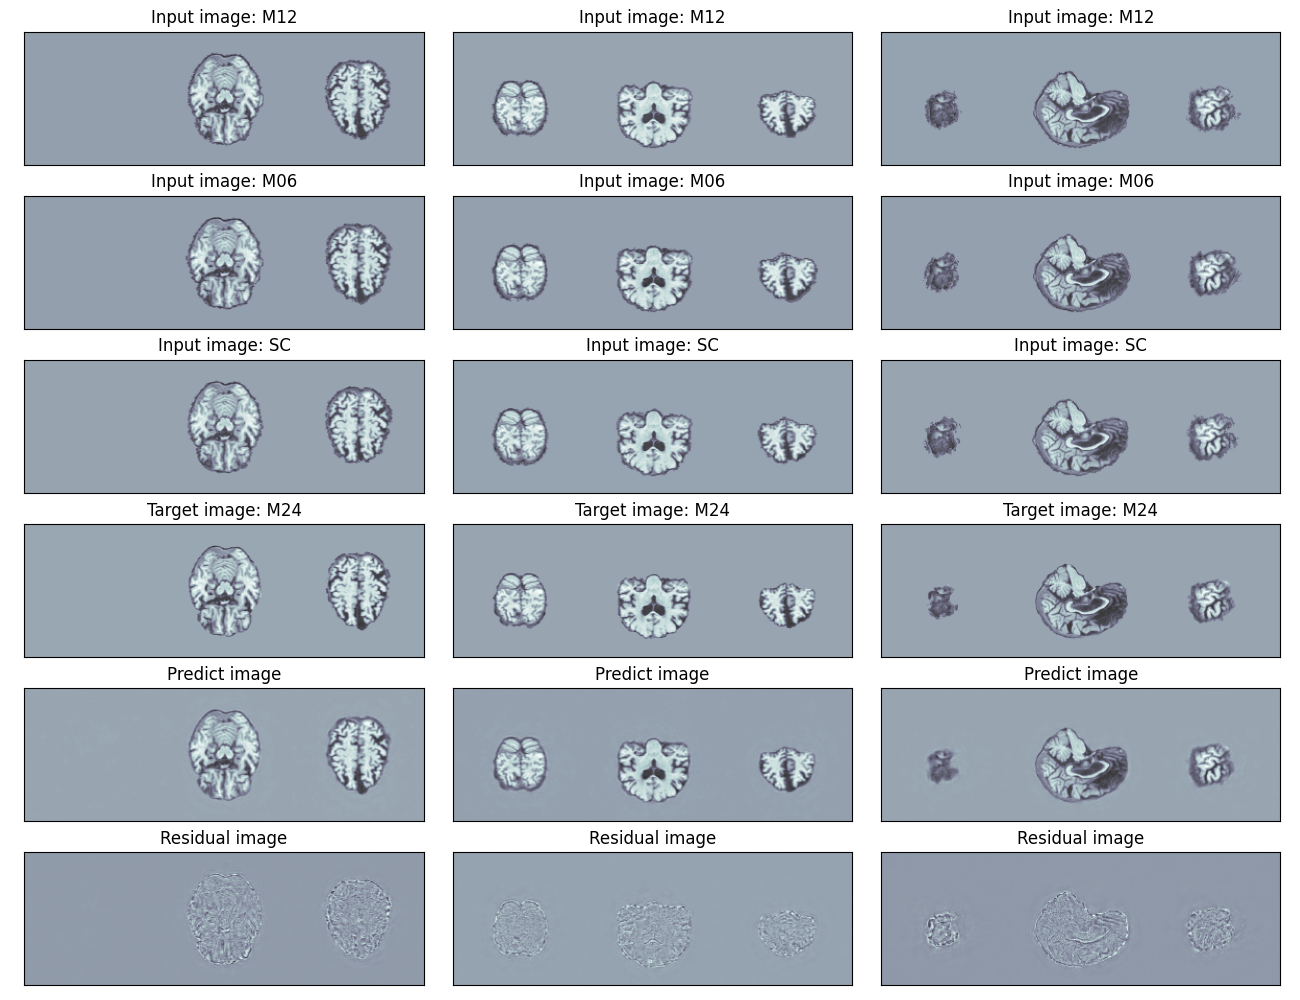 Input image: M12 Input image: M12 Input image: M12
Input image: M06 Input image: M06 Input image: M06
Input image: SC Input image: SC Input image: SC
Target image: M24 Target image: M24 Target image: M24
Predict image Predict image Predict image
Residual image Residual image Residual image